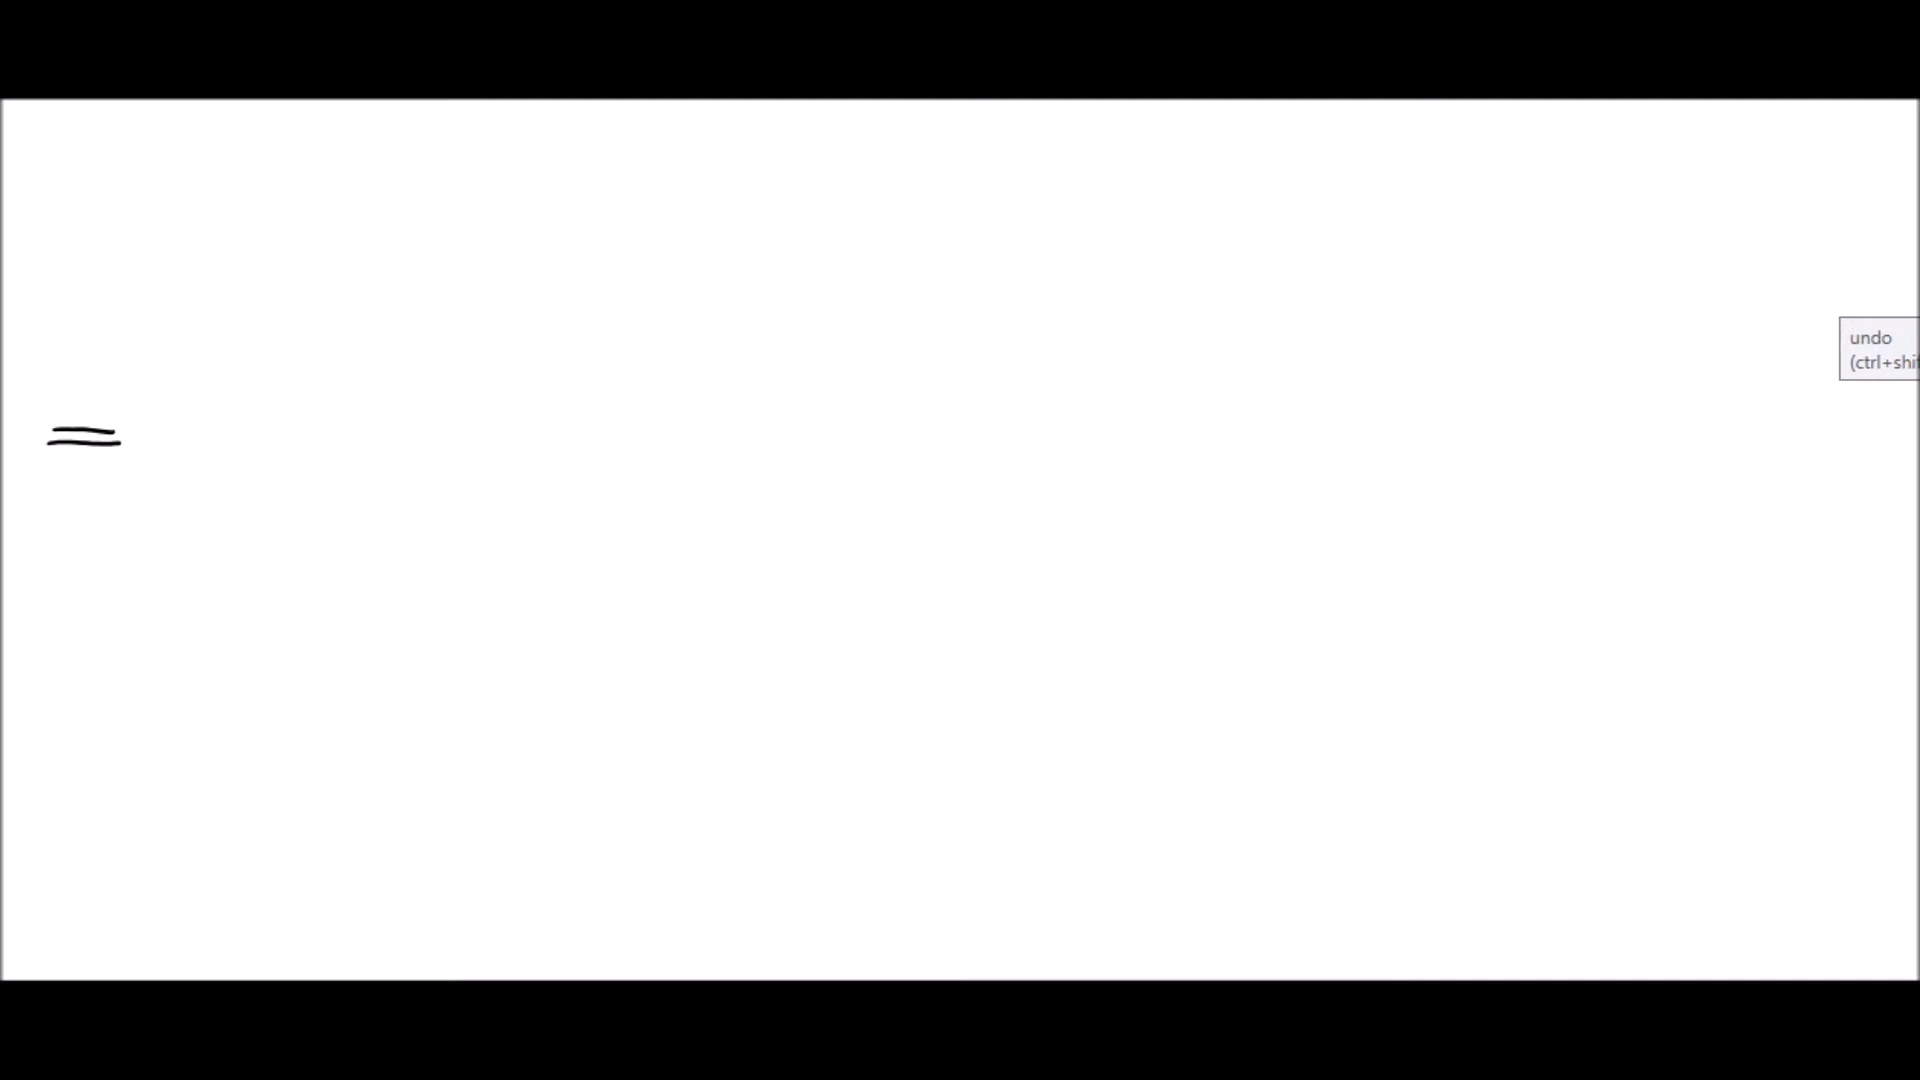 undo
(ctrl+shi
=